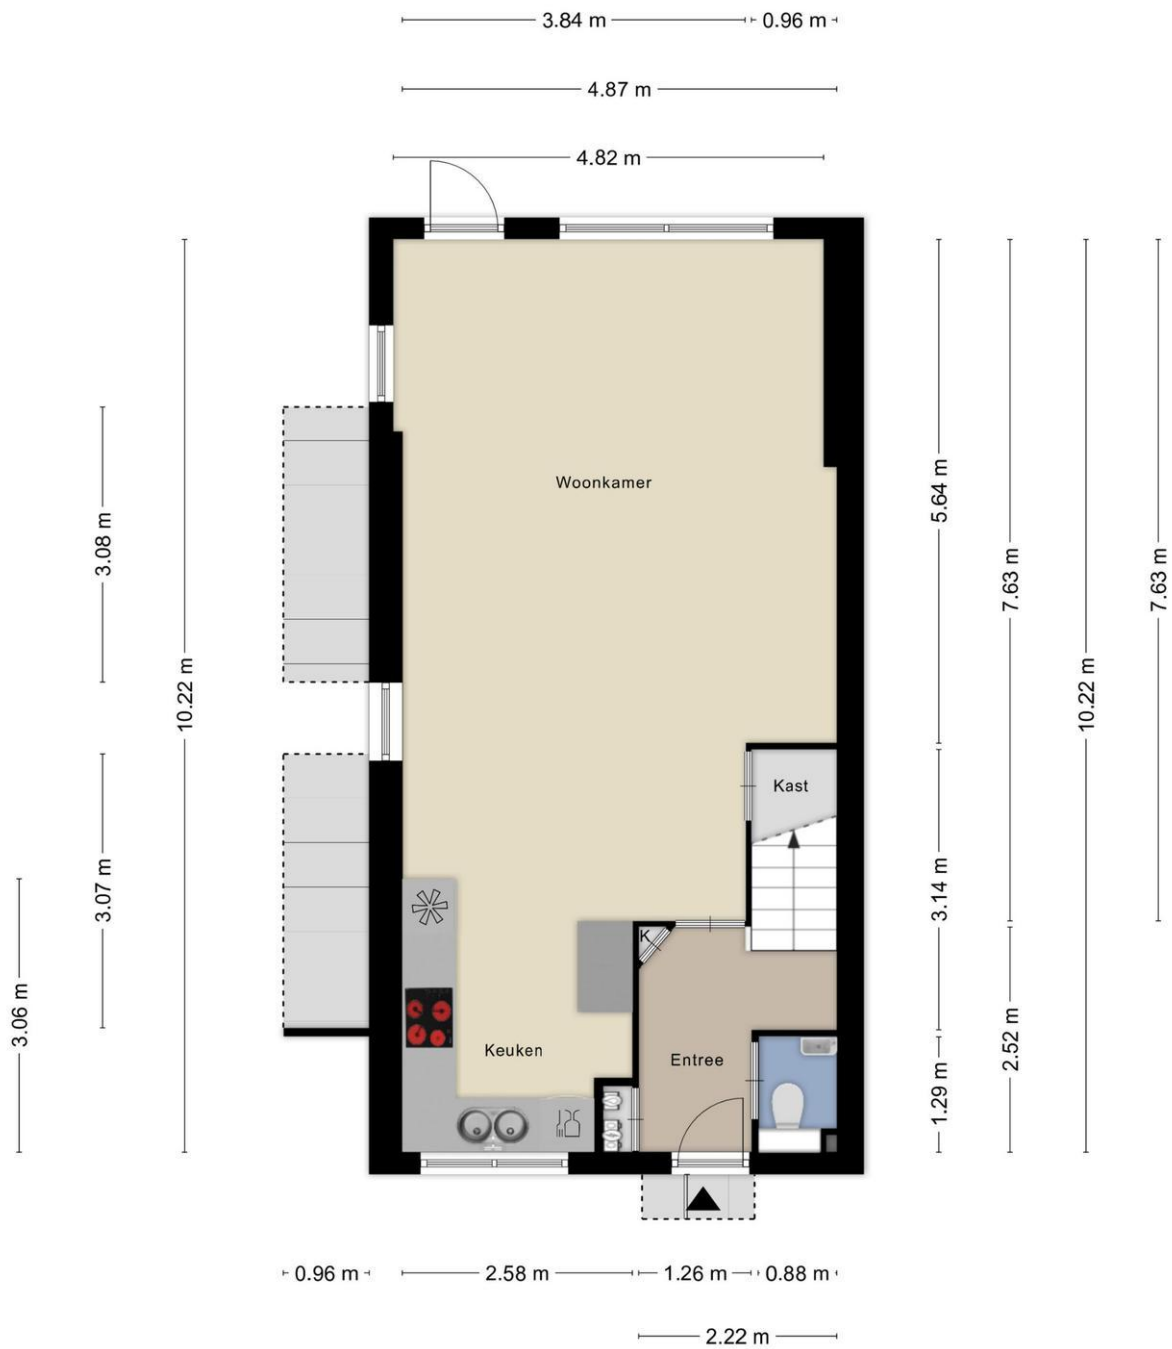 3.84 m
0.96 m
4.87 m
4.82 m
Woonkamer
5.64 m
3.08 m
7.63 m
7.63 m
10.22 m
10.22 m
Kast
3.07 m
3.14 m
K
3.06 m
Keuken
Entree
2.52 m
1.29 m
0.96 m
2.58 m
1.26 m
0.88 m
2.22 m